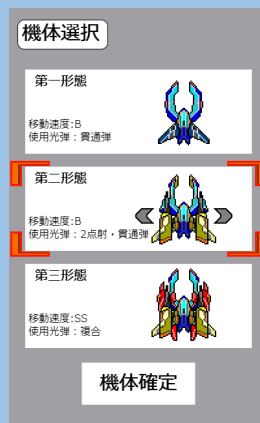 機体選択
第一形態
移動速度:B
使用光弾：貫通弾
第二形態
移動速度:B
使用光弾：2点射・貫通弾
第三形態
移動速度:SS
使用光弾：複合
機体確定